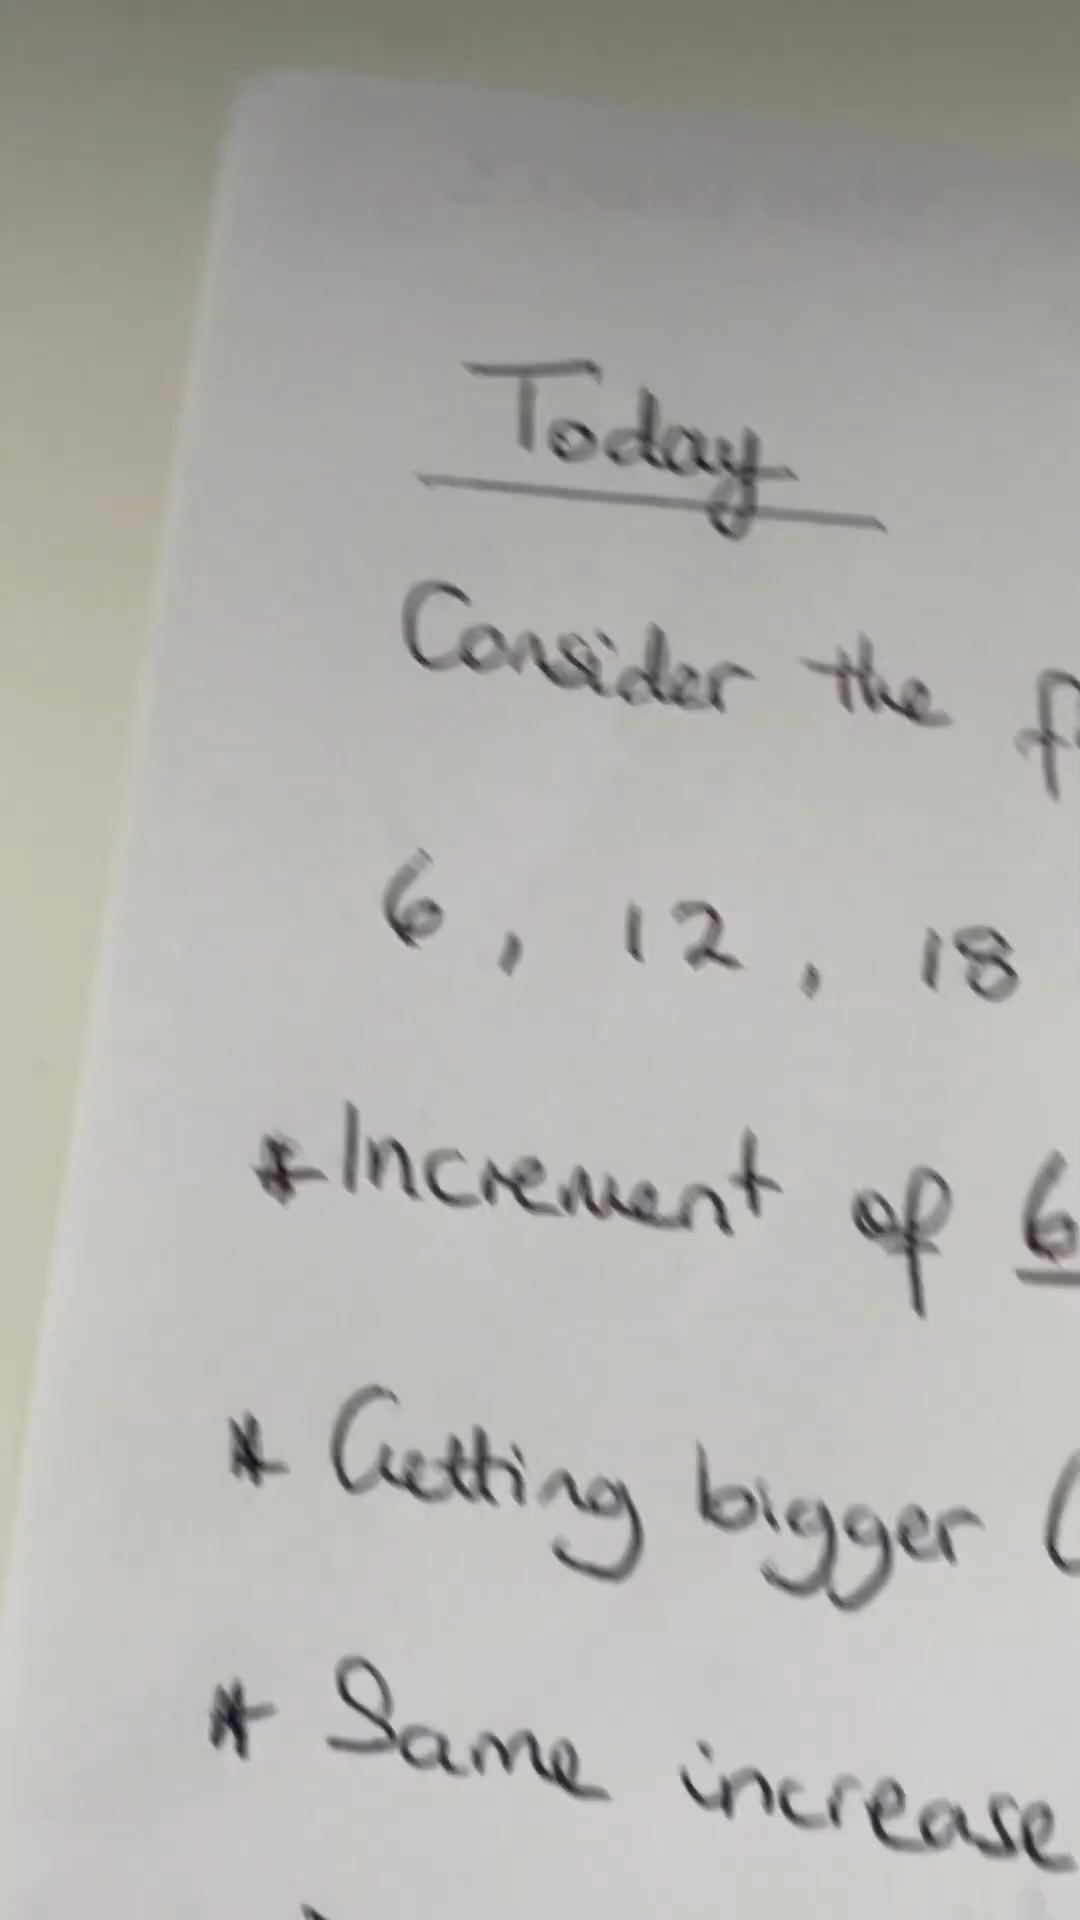 Today
Consider the
6, 12, 18
* Increment of 6
* Getting bigger (
* Same increase